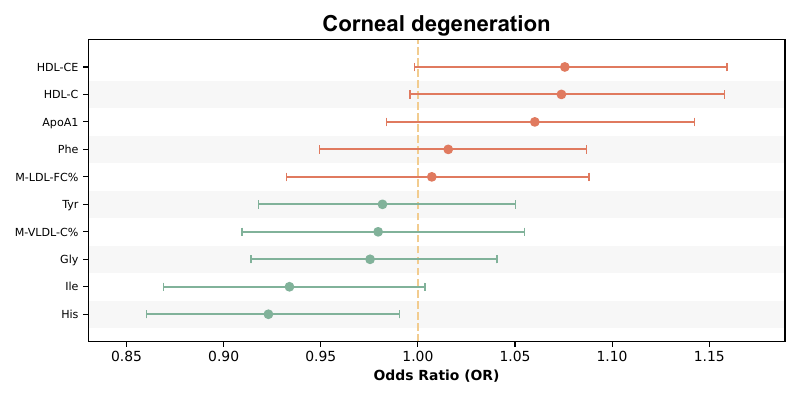 Corneal degeneration
HDL-CE
HDL-C
ApoA1
Phe
M-LDL-FC%
Tyr
M-VLDL-C%
Gly
Ile
His
0.85 0.90 0.95 1.00 1.05 1.10 1.15
Odds Ratio (OR)